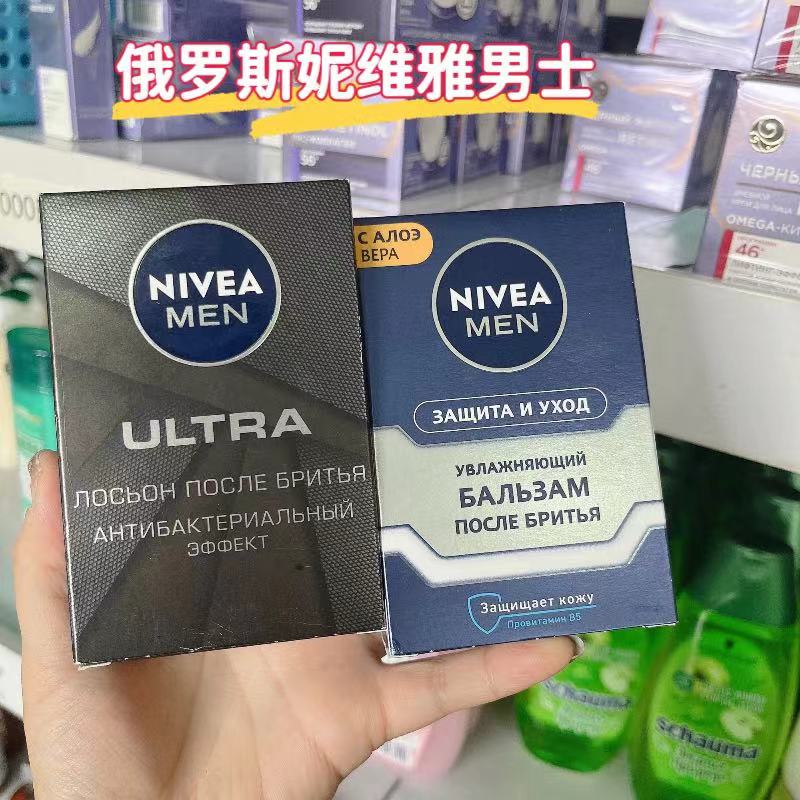 俄罗斯妮维雅男士
NIVEA
MEN
ULTRA
ЛОСЬОН ПОСЛЕ БРИТЬЯ
АНТИБАКТЕРИАЛЬНЫЙ
ЭФФЕКТ
С АЛОЭ
ВЕРА
NIVEA
MEN
ЗАЩИТА И УХОД
УВЛАЖНЯЮЩИЙ
БАЛЬЗАМ
ПОСЛЕ БРИТЬЯ
Защищает кожу
Провитамин B5
ЧЕРНЫ
OMEGA-КИ
46+
schauma
schauma